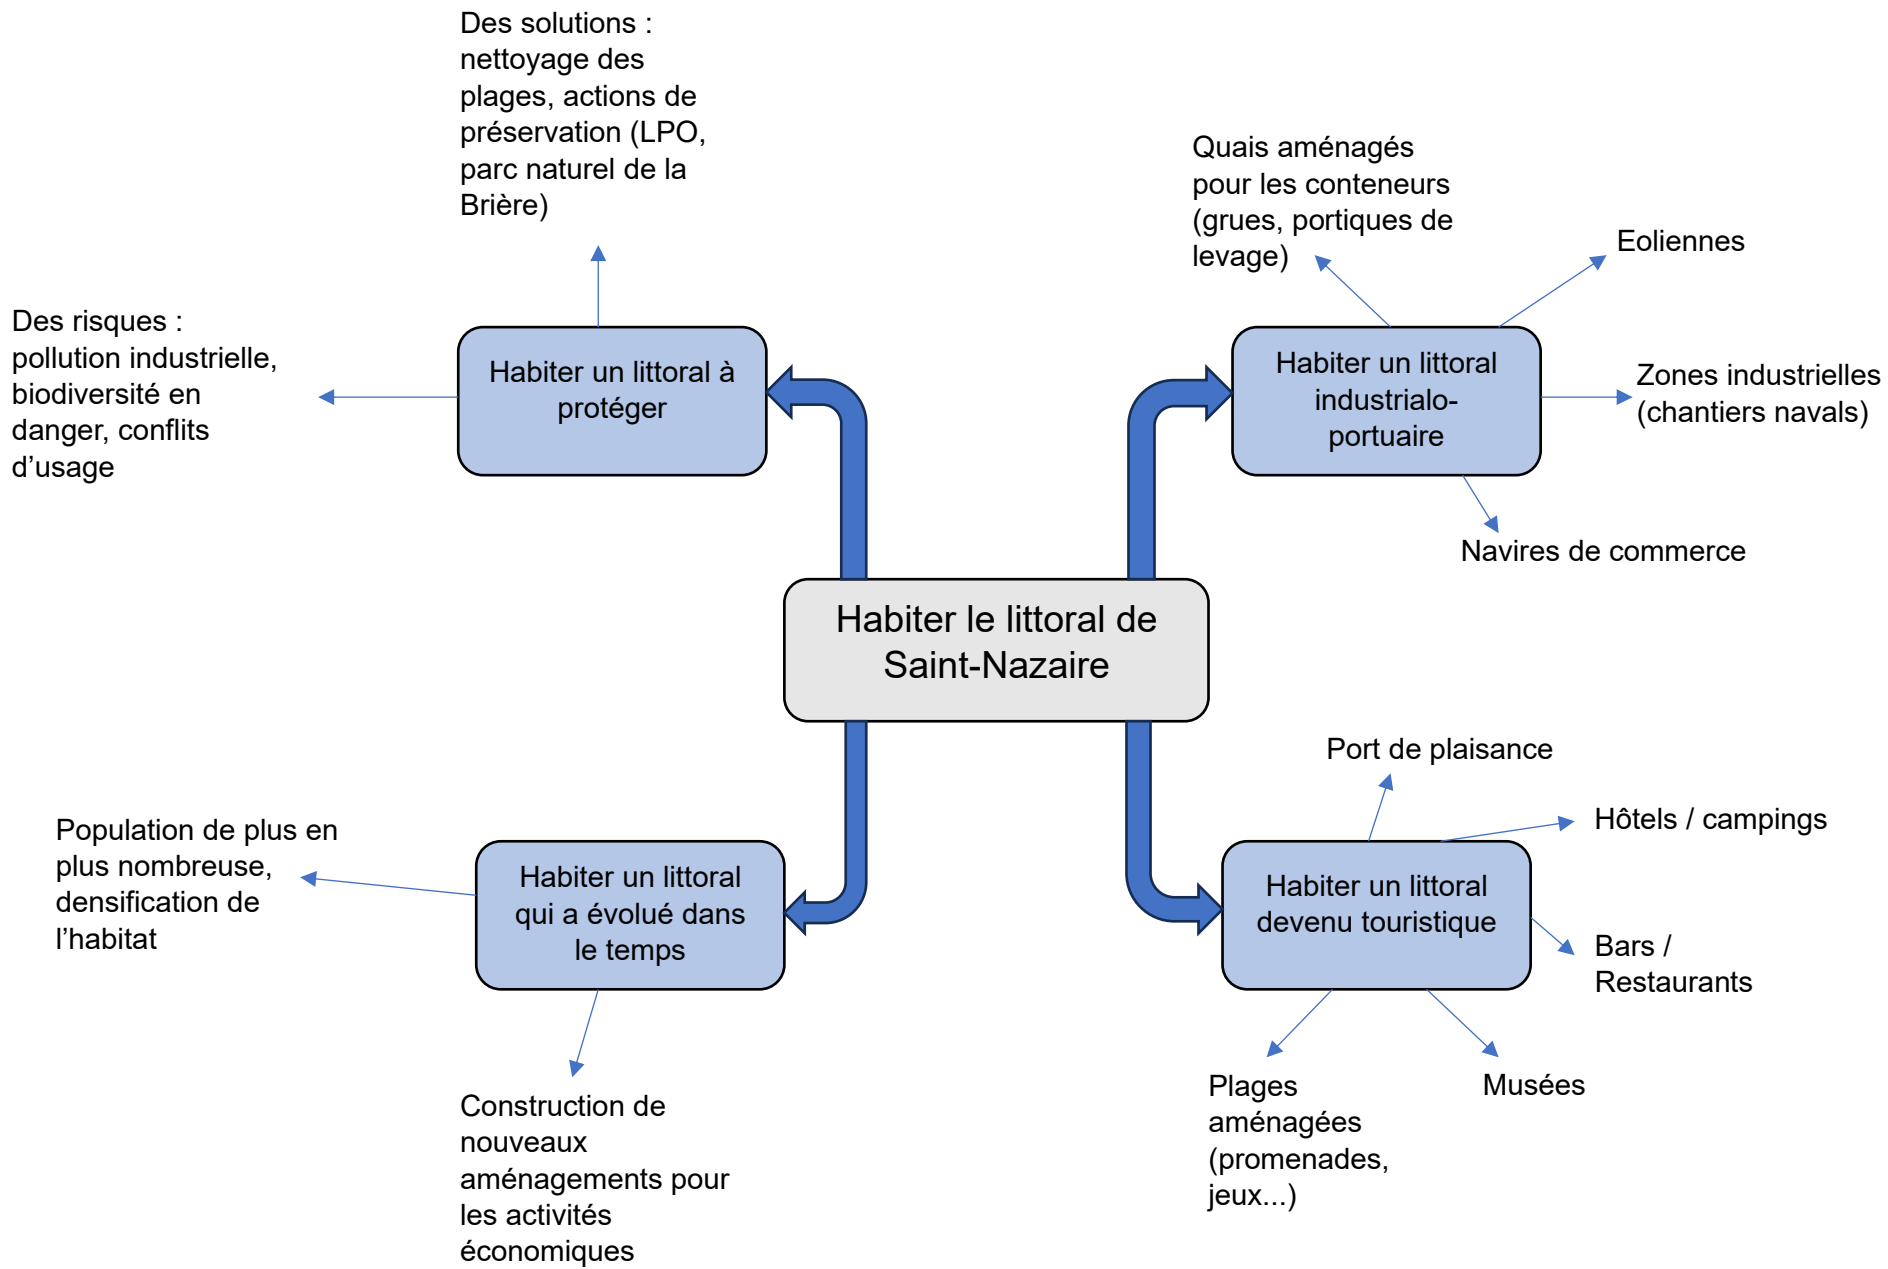 Des solutions :
nettoyage des
plages, actions de
préservation (LPO,
parc naturel de la
Brière)
Quais aménagés
pour les conteneurs
(grues, portiques de
levage)
Eoliennes
Des risques :
pollution industrielle,
biodiversité en
danger, conflits
d’usage
Habiter un littoral à
protéger
Habiter un littoral
industrialo-
portuaire
Zones industrielles
(chantiers navals)
Navires de commerce
Habiter le littoral de
Saint-Nazaire
Port de plaisance
Hôtels / campings
Population de plus en
plus nombreuse,
densification de
l’habitat
Habiter un littoral
qui a évolué dans
le temps
Habiter un littoral
devenu touristique
Bars /
Restaurants
Construction de
nouveaux
aménagements pour
les activités
économiques
Plages
aménagées
(promenades,
jeux...)
Musées